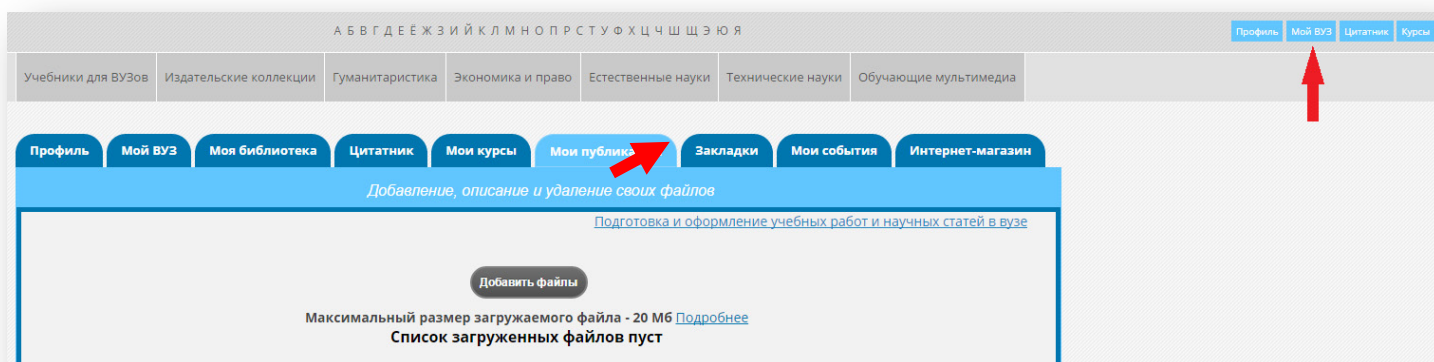 А Б В Г Д Е Ё Ж З И Й К Л М Н О П Р С Т У Ф Х Ц Ч Ш Щ Э Ю Я
Профиль Мой ВУЗ Цитатник Курсы
Учебники для ВУЗов Издательские коллекции Гуманитаристика Экономика и право Естественные науки Технические науки Обучающие мультимедиа
Профиль Мой ВУЗ Моя библиотека Цитатник Мои курсы Мои Закладки Мои события Интернет-магазин
Добавление, описание и удаление своих файлов
Подготовка и оформление учебных работ и научных статей в вузе
Добавить файлы
Максимальный размер загружаемого файла - 20 Мб Подробнее
Список загруженных файлов пуст